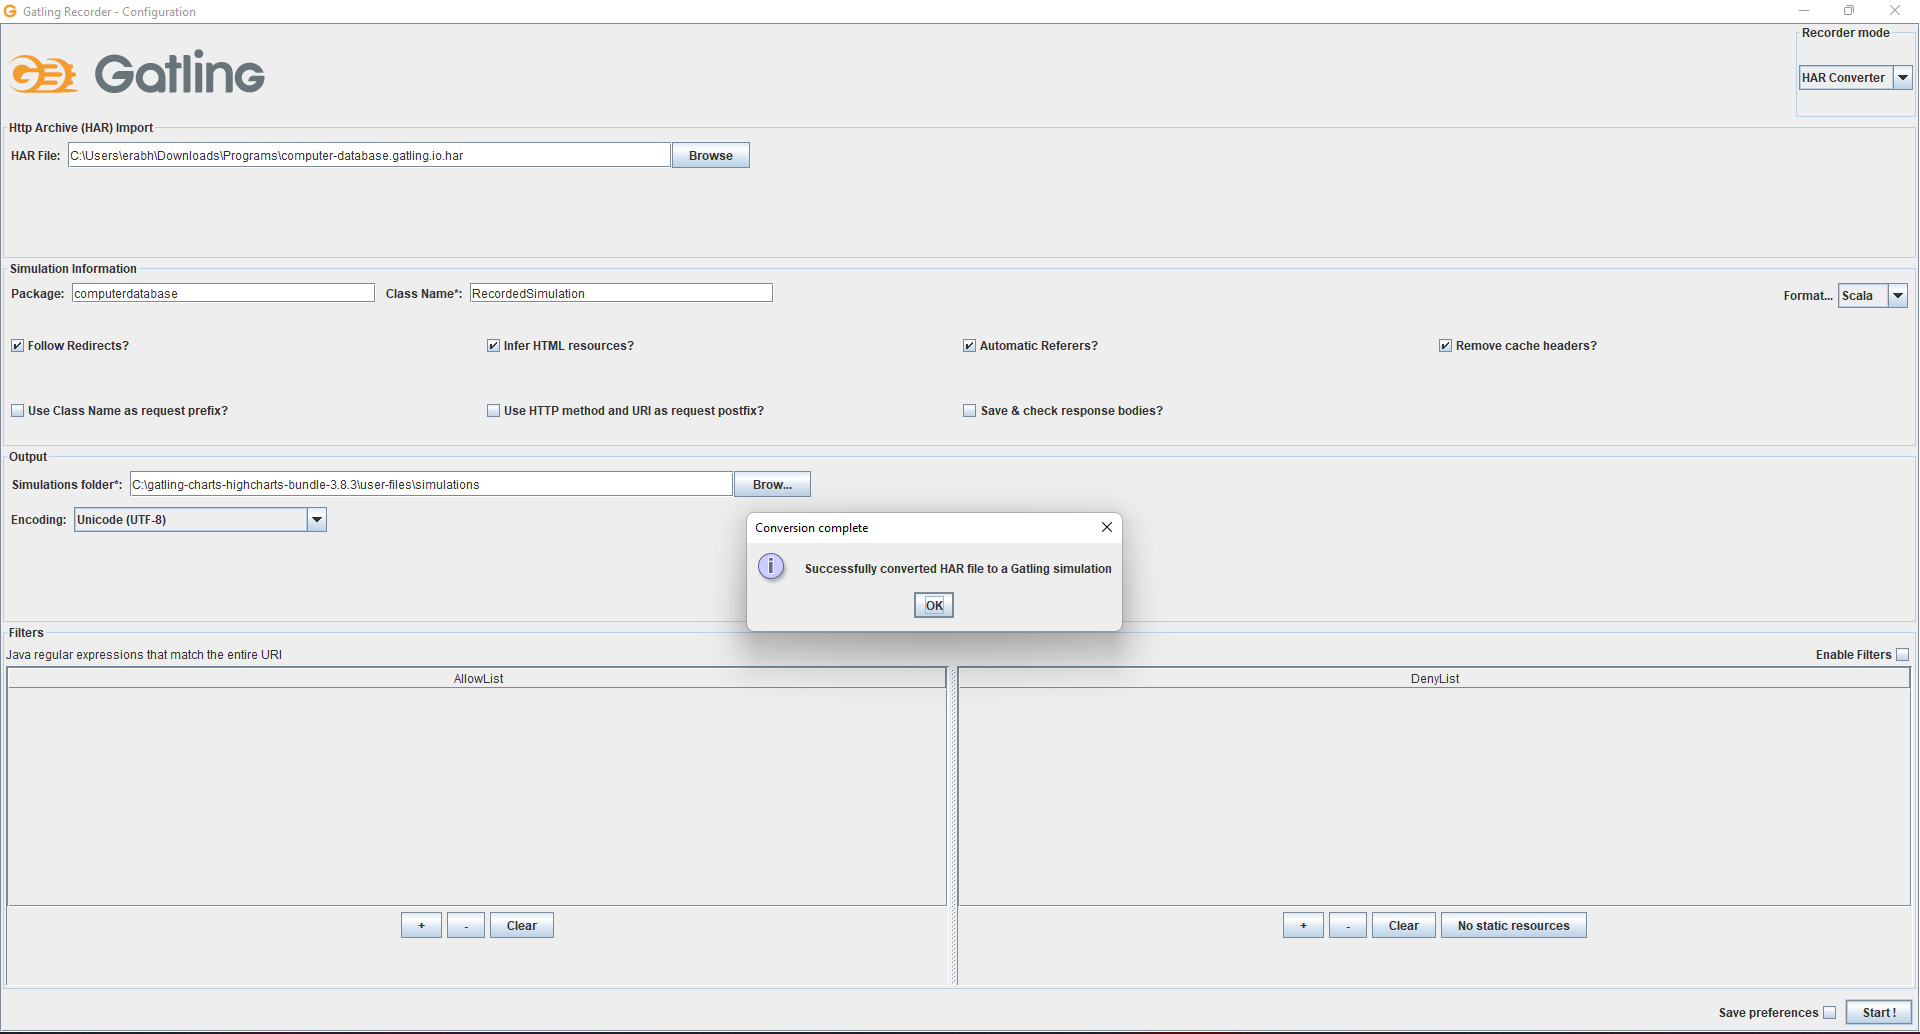 Gatling Recorder - Configuration
Gatling
Recorder mode
HAR Converter
Http Archive (HAR) Import
HAR File: C:\Users\erabh\Downloads\Programs\computer-database.gatling.io.har Browse
Simulation Information
Package: computerdatabase Class Name*: RecordedSimulation Format... Scala
Follow Redirects? Infer HTML resources? Automatic Referers? Remove cache headers?
Use Class Name as request prefix? Use HTTP method and URI as request postfix? Save & check response bodies?
Output
Simulations folder*: C:\gatling-charts-highcharts-bundle-3.8.3\user-files\simulations Brow...
Encoding: Unicode (UTF-8)
Conversion complete
i Successfully converted HAR file to a Gatling simulation
OK
Filters
Java regular expressions that match the entire URI Enable Filters
AllowList DenyList
+ - Clear + - Clear No static resources
Save preferences Start !